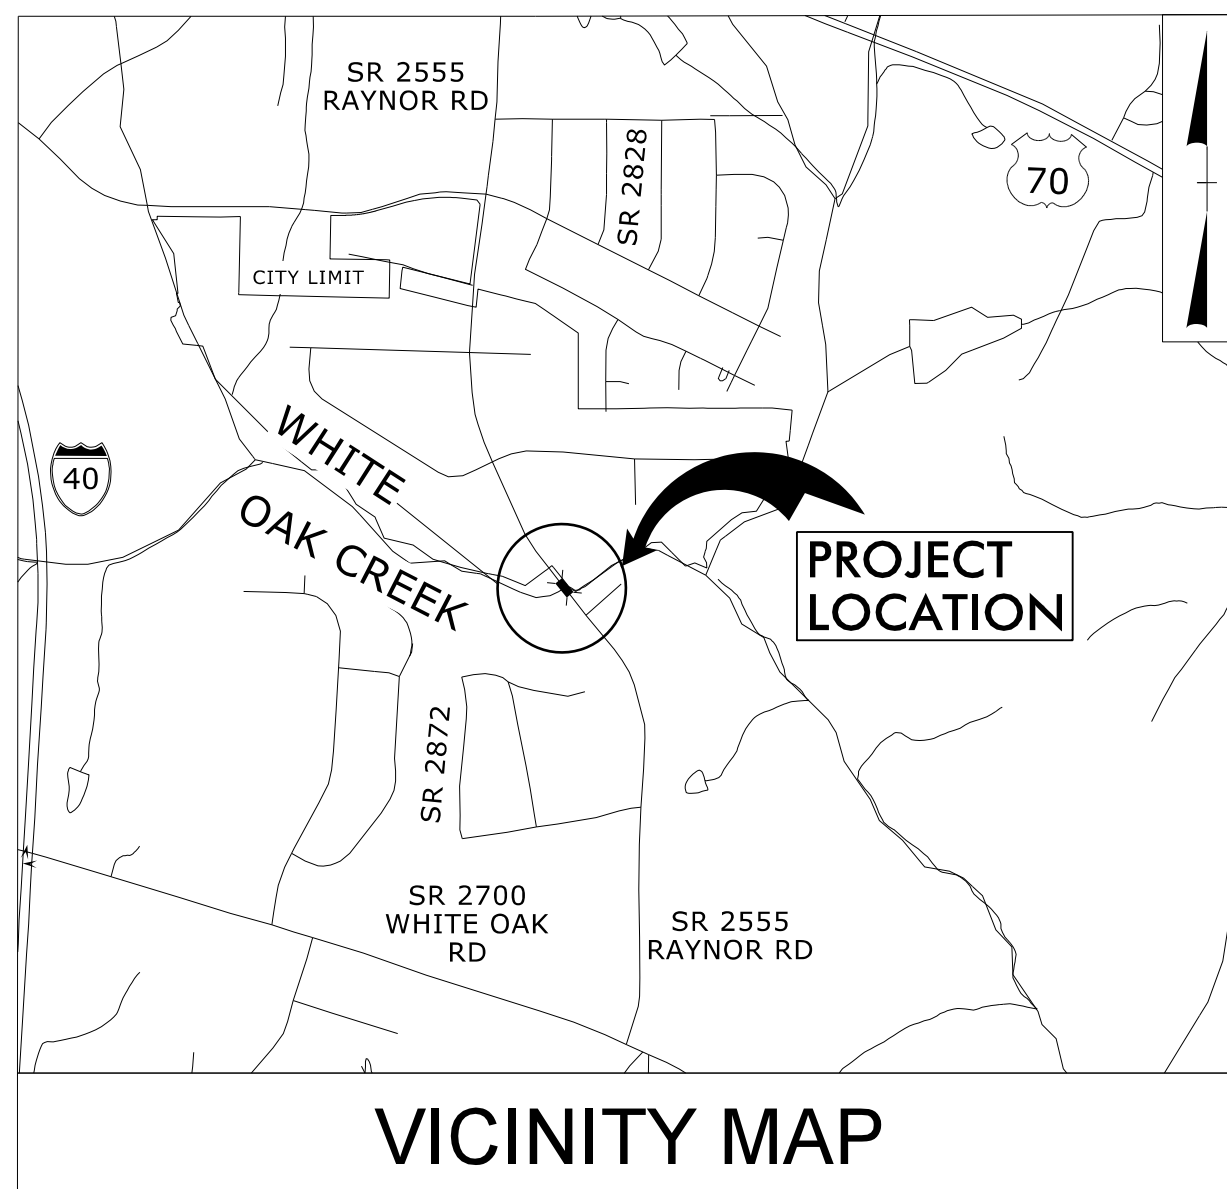 SR 2555
RAYNOR RD
SR 2828
70
CITY LIMIT
WHITE
OAK CREEK
40
PROJECT
LOCATION
SR 2872
SR 2700
WHITE OAK
RD
SR 2555
RAYNOR RD
VICINITY MAP